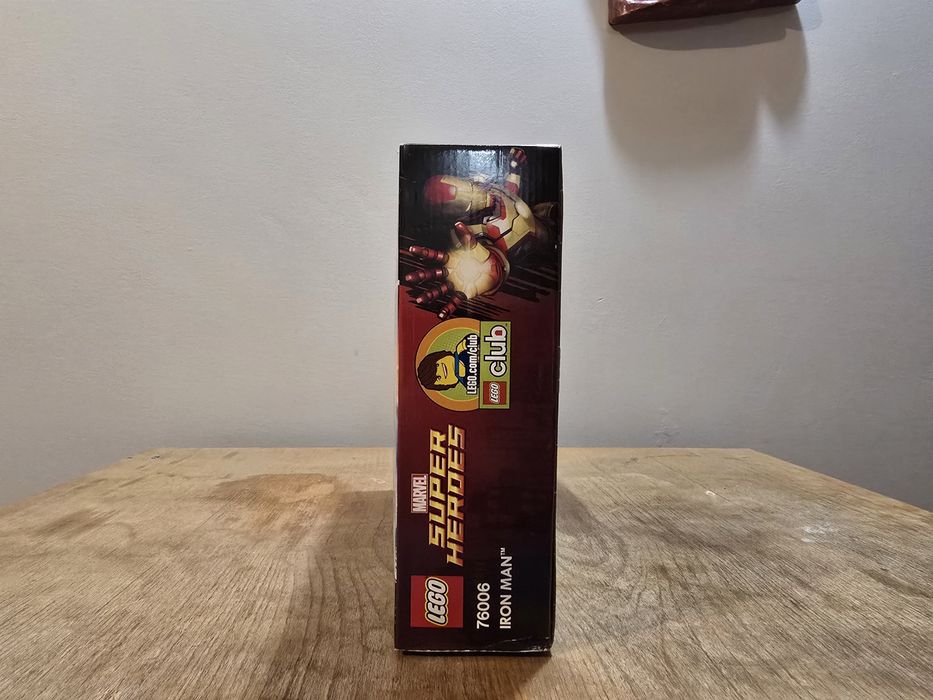 LEGO
MARVEL
SUPER
HEROES
76006
IRON MAN™
LEGO.com/club
LEGO
club